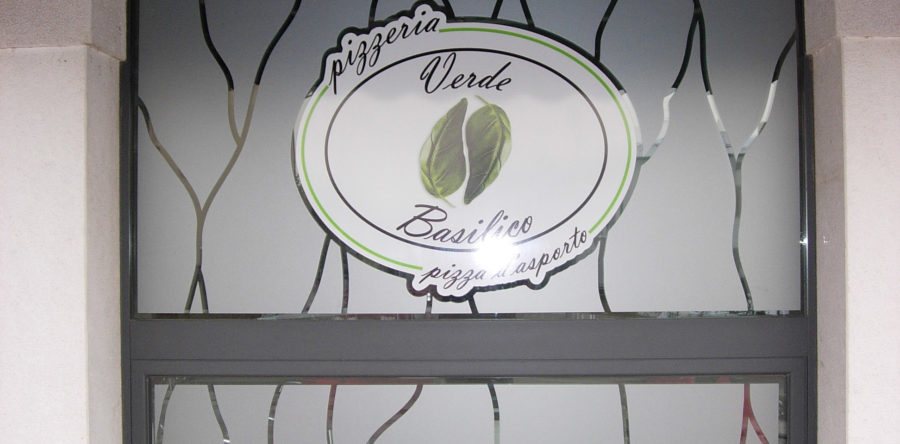 pizzeria
Verde
Basilico
pizza d'asporto